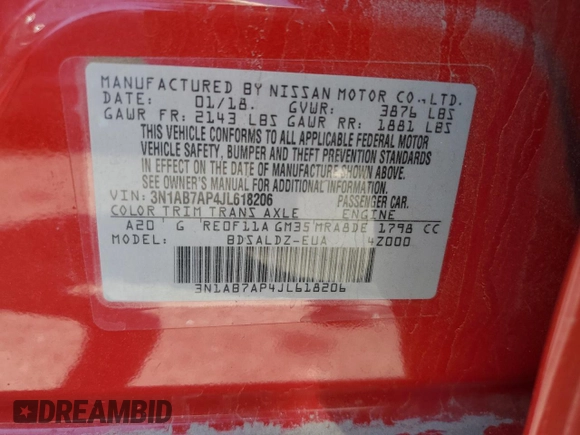 MANUFACTURED BY NISSAN MOTOR CO., LTD.
DATE: 01/18. GVWR: 3876 LBS
GAWR FR: 2143 LBS GAWR RR: 1881 LBS
THIS VEHICLE CONFORMS TO ALL APPLICABLE FEDERAL MOTOR
VEHICLE SAFETY, BUMPER AND THEFT PREVENTION STANDARDS
IN EFFECT ON THE DATE OF MANUFACTURE SHOWN ABOVE.
SEE OWNER'S MANUAL FOR ADDITIONAL INFORMATION.
VIN: 3N1AB7AP4JL618206 PASSENGER CAR.
COLOR TRIM TRANS AXLE ENGINE
A20 G RE0F11A GM35 MRA8DE 1798 CC
MODEL: BDSALDZ-EUA 4Z000
3N1AB7AP4JL618206
DREAMBID